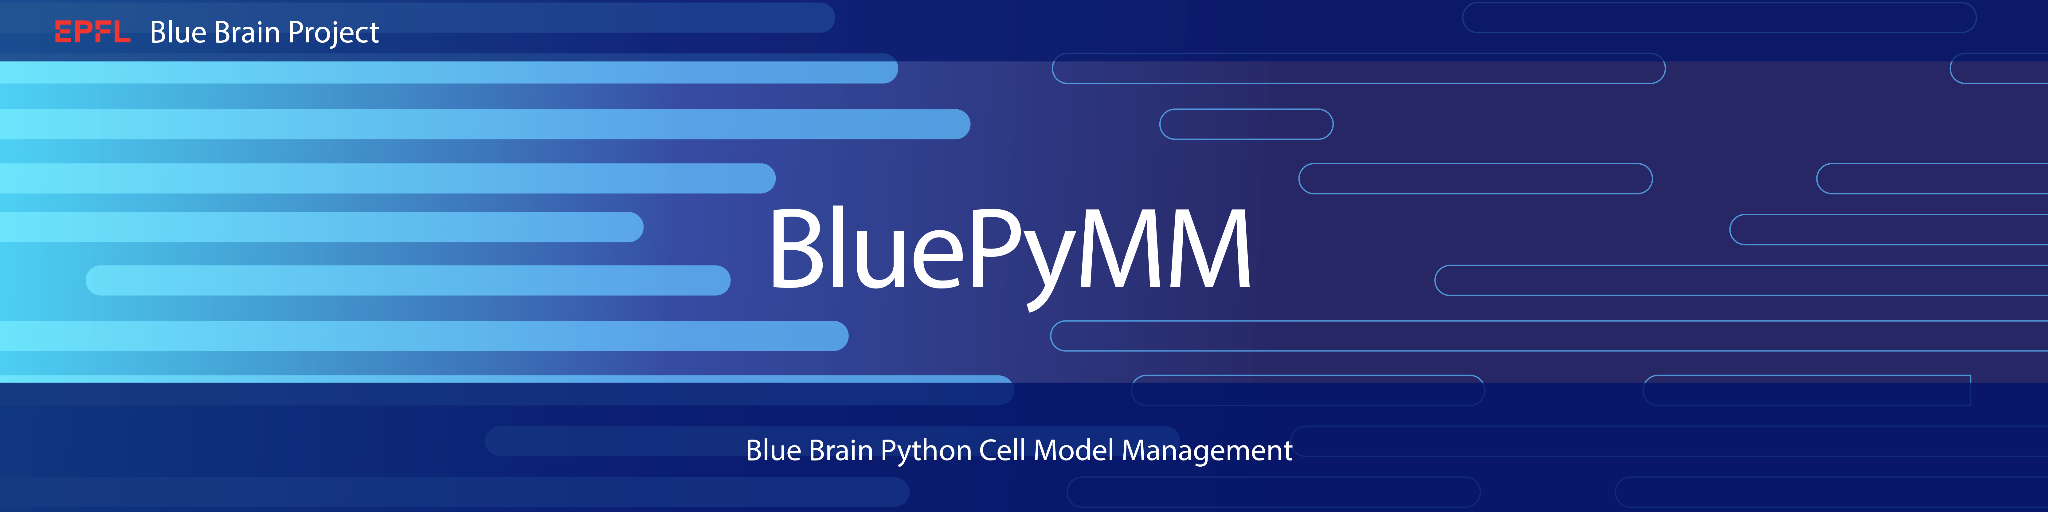 EPFL Blue Brain Project
BluePyMM
Blue Brain Python Cell Model Management